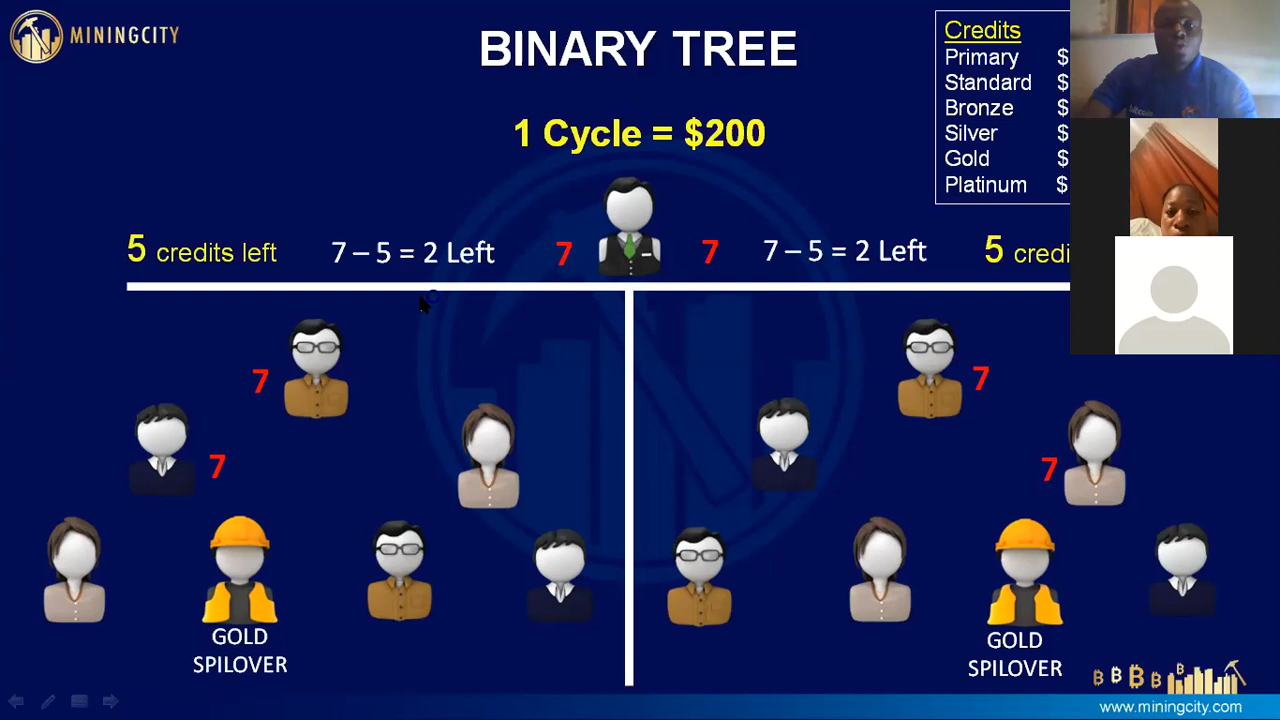 MININGCITY
BINARY TREE
1 Cycle = $200
Credits
Primary $
Standard $
Bronze $
Silver $
Gold $
Platinum $
5 credits left
7 – 5 = 2 Left
7
7
7 – 5 = 2 Left
5
7
7
7
7
GOLD
SPILOVER
GOLD
SPILOVER
www.miningcity.com